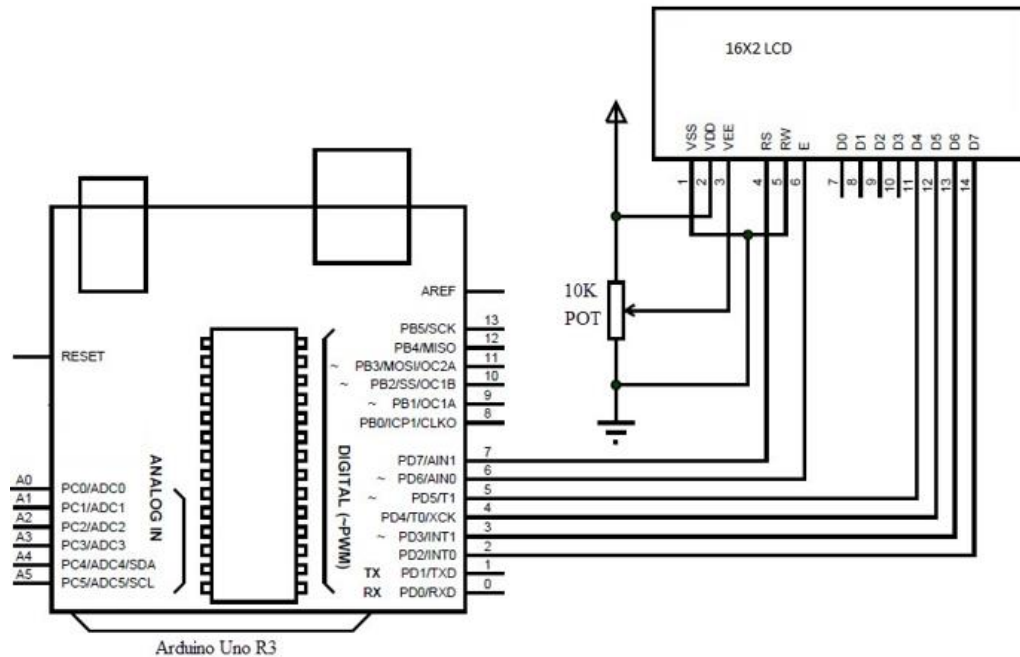 16X2 LCD
VSS
VDD
VEE
RS
RW
E
D0
D1
D2
D3
D4
D5
D6
D7
1
2
3
4
5
6
7
8
9
10
11
12
13
14
10K
POT
AREF
RESET
PB5/SCK 13
PB4/MISO 12
~ PB3/MOSI/OC2A 11
~ PB2/SS/OC1B 10
~ PB1/OC1A 9
PB0/ICP1/CLKO 8
PD7/AIN1 7
~ PD6/AIN0 6
~ PD5/T1 5
PD4/T0/XCK 4
~ PD3/INT1 3
PD2/INT0 2
TX PD1/TXD 1
RX PD0/RXD 0
DIGITAL (~PWM)
ANALOG IN
A0 PC0/ADC0
A1 PC1/ADC1
A2 PC2/ADC2
A3 PC3/ADC3
A4 PC4/ADC4/SDA
A5 PC5/ADC5/SCL
Arduino Uno R3